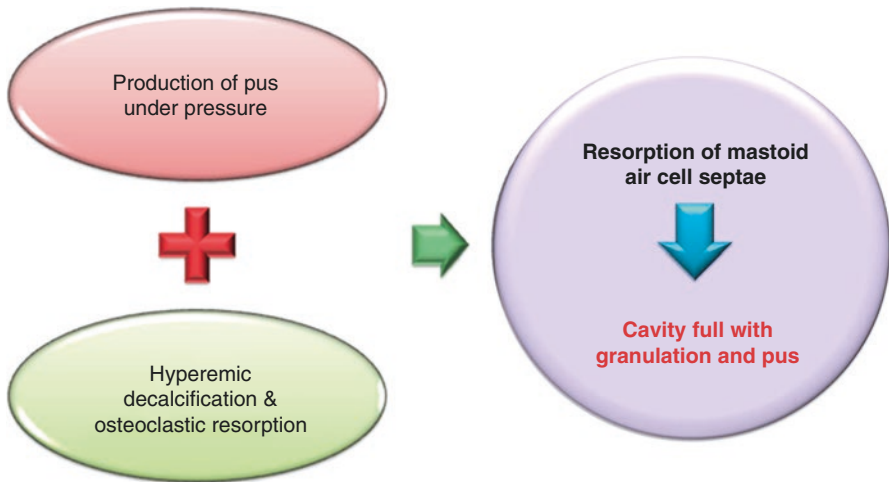 Production of pus
under pressure
Hyperemic
decalcification &
osteoclastic resorption
Resorption of mastoid
air cell septae
Cavity full with
granulation and pus